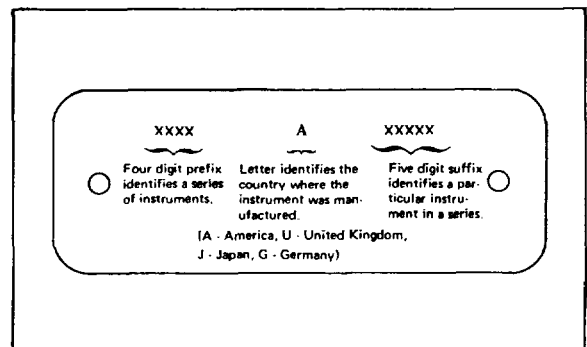 XXXX A XXXXX
Four digit prefix
identifies a series
of instruments.
Letter identifies the
country where the
instrument was man-
ufactured.
Five digit suffix
identifies a par-
ticular instru-
ment in a series.
(A - America, U - United Kingdom,
J - Japan, G - Germany)